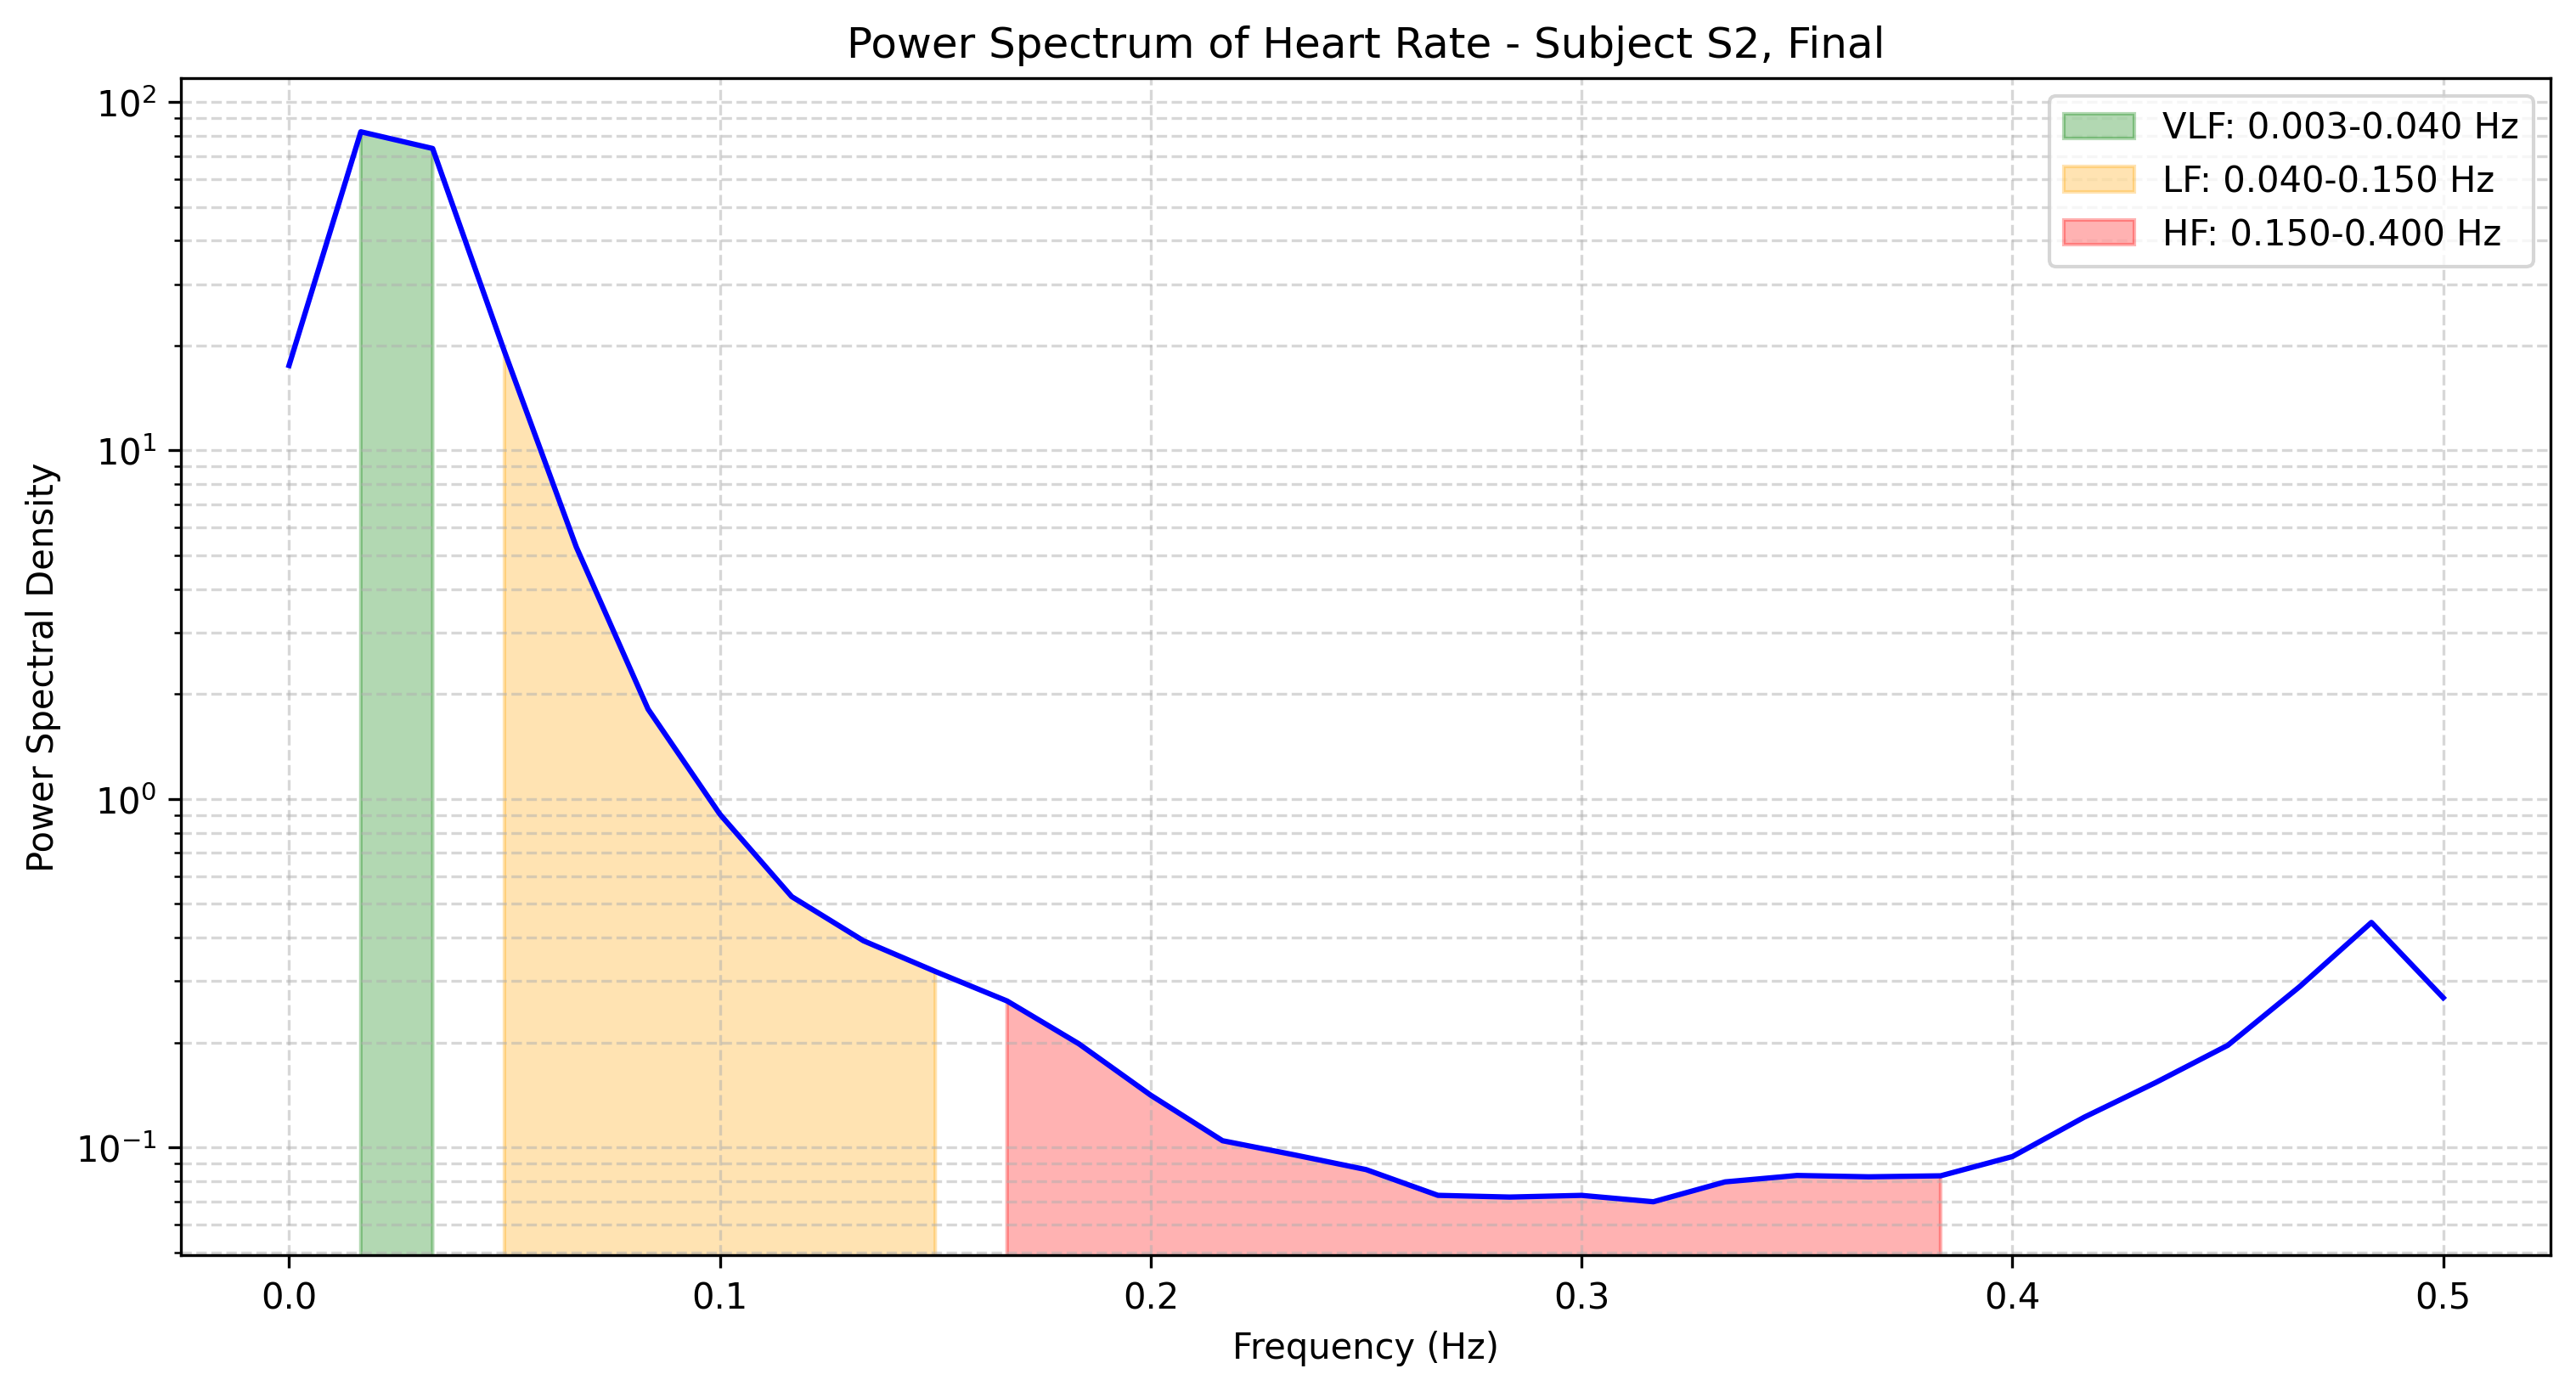 Power Spectrum of Heart Rate - Subject S2, Final
VLF: 0.003-0.040 Hz
LF: 0.040-0.150 Hz
HF: 0.150-0.400 Hz
Power Spectral Density
10²
10¹
10⁰
10⁻¹
0.0 0.1 0.2 0.3 0.4 0.5
Frequency (Hz)